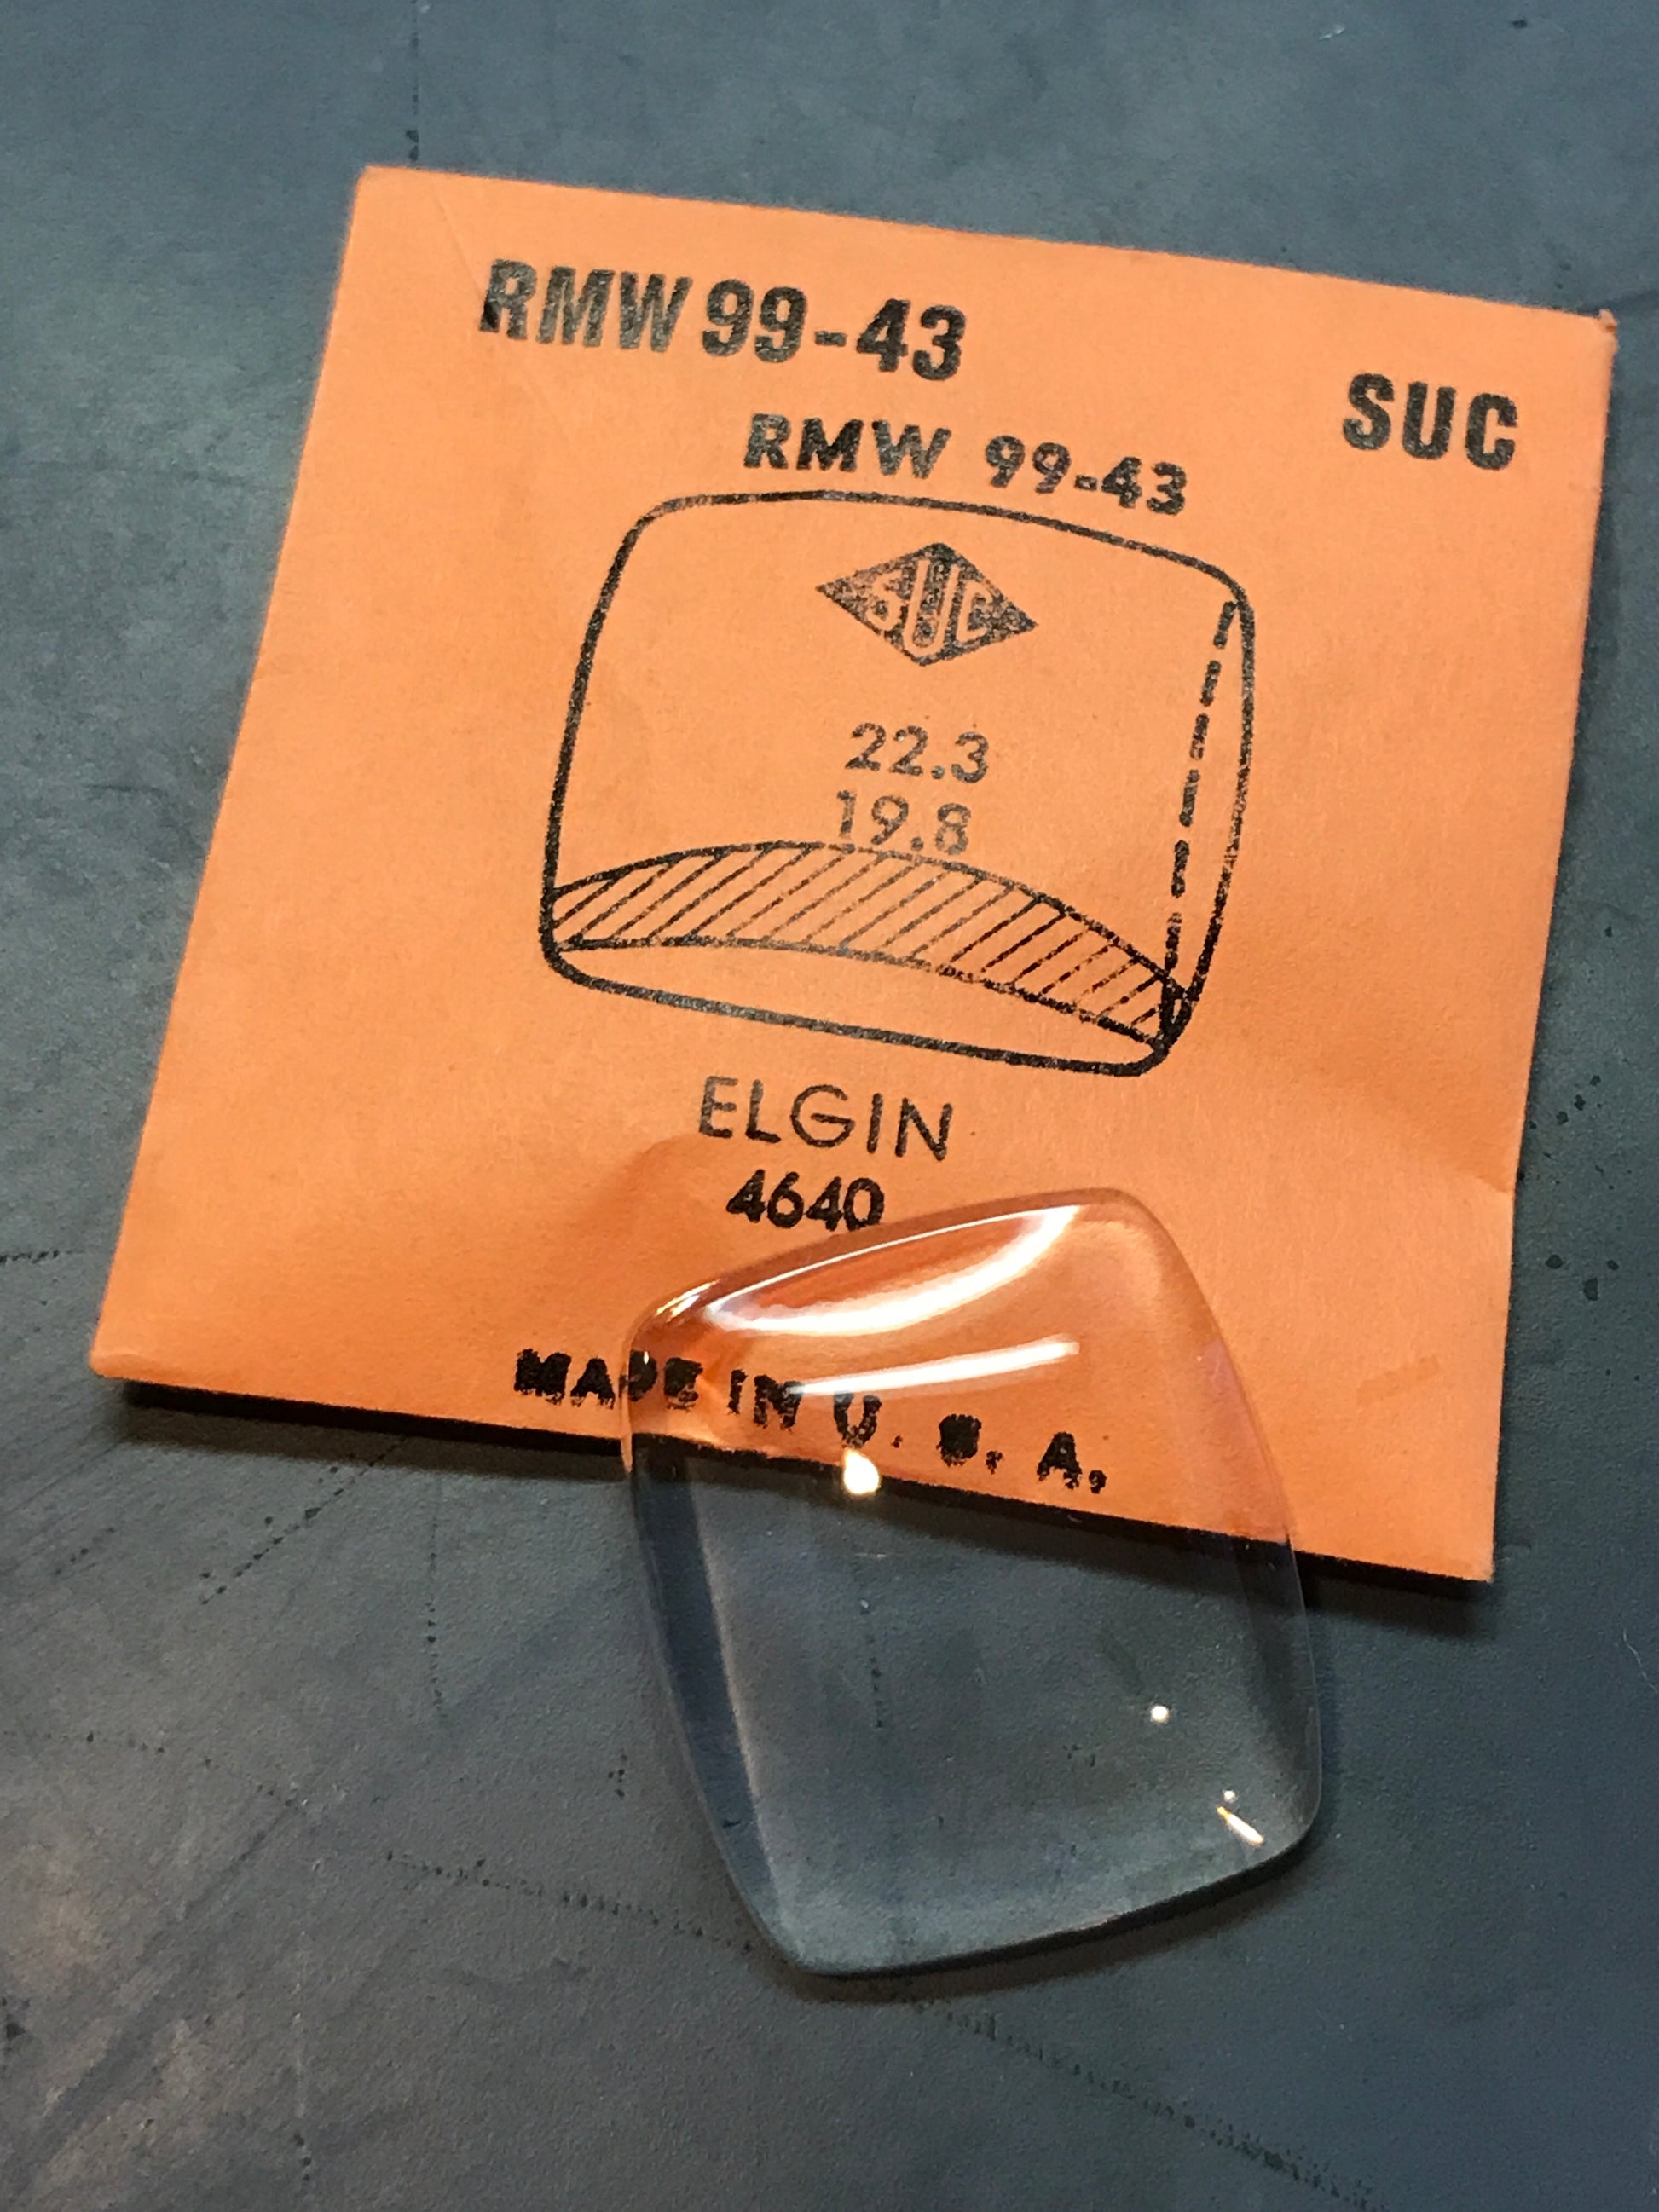 RMW 99-43
SUC
RMW 99-43
SUC
22.3
19.8
ELGIN
4640
MADE IN U. S. A.